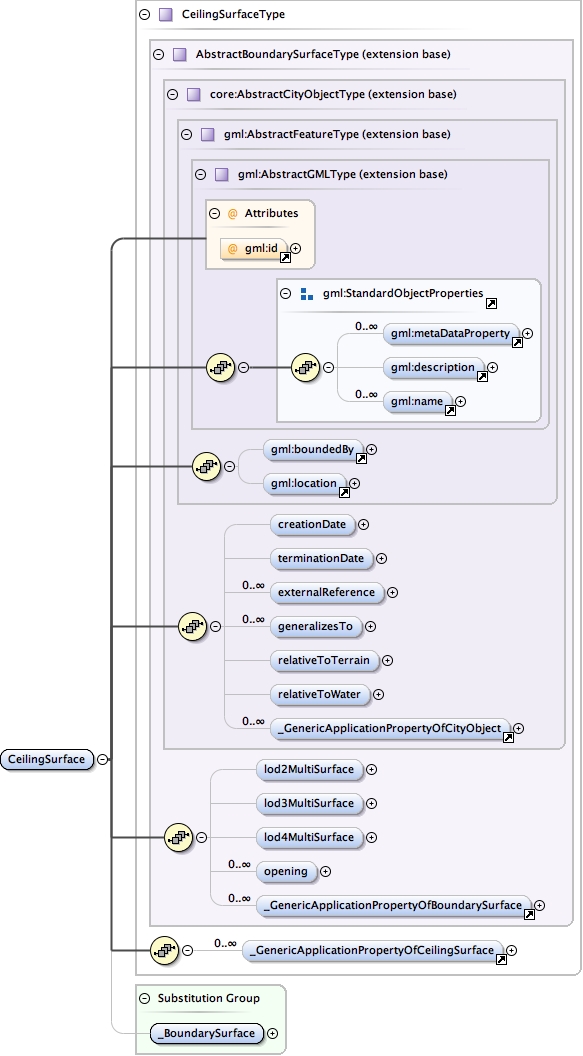 CeilingSurfaceType
AbstractBoundarySurfaceType (extension base)
core:AbstractCityObjectType (extension base)
gml:AbstractFeatureType (extension base)
gml:AbstractGMLType (extension base)
@ Attributes
@ gml:id
gml:StandardObjectProperties
0..∞
gml:metaDataProperty
gml:description
0..∞
gml:name
gml:boundedBy
gml:location
creationDate
terminationDate
0..∞
externalReference
0..∞
generalizesTo
relativeToTerrain
relativeToWater
0..∞
_GenericApplicationPropertyOfCityObject
CeilingSurface
lod2MultiSurface
lod3MultiSurface
lod4MultiSurface
0..∞
opening
0..∞
_GenericApplicationPropertyOfBoundarySurface
0..∞
_GenericApplicationPropertyOfCeilingSurface
Substitution Group
_BoundarySurface